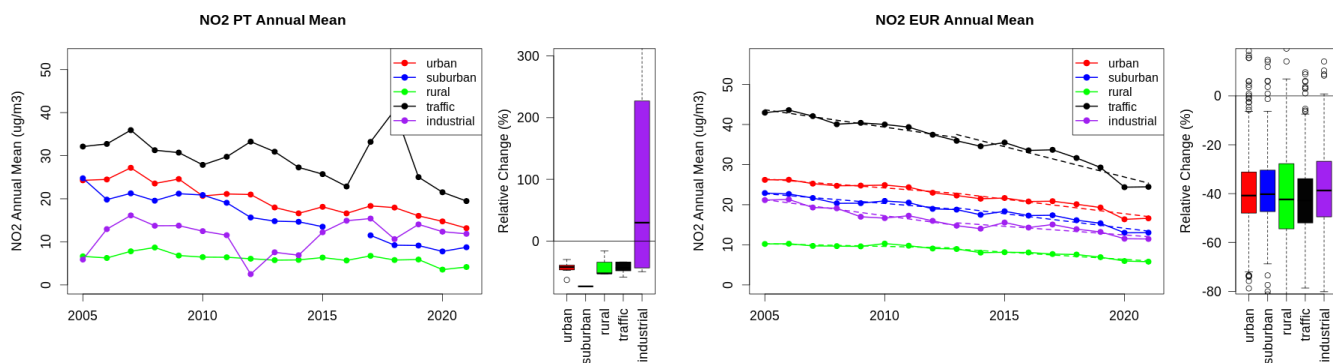 NO2 PT Annual Mean
NO2 Annual Mean (ug/m3)
50
40
30
20
10
0
2005
2010
2015
2020
urban
suburban
rural
traffic
industrial
Relative Change (%)
300
200
100
0
urban
suburban
rural
traffic
industrial
NO2 EUR Annual Mean
NO2 Annual Mean (ug/m3)
50
40
30
20
10
0
2005
2010
2015
2020
urban
suburban
rural
traffic
industrial
Relative Change (%)
0
-20
-40
-60
-80
urban
suburban
rural
traffic
industrial